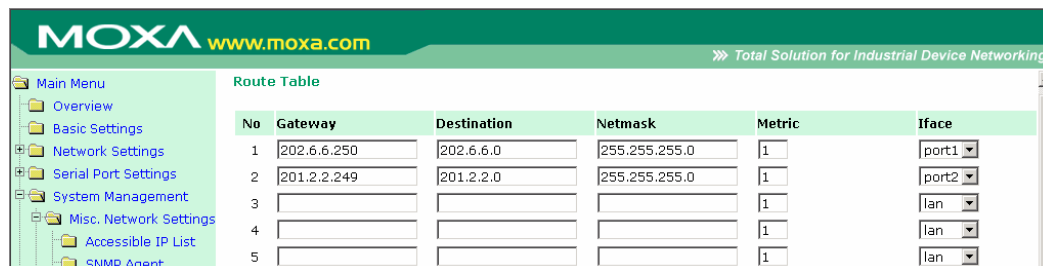 MOXA www.moxa.com
Total Solution for Industrial Device Networking
Main Menu
Overview
Basic Settings
Network Settings
Serial Port Settings
System Management
Misc. Network Settings
Accessible IP List
SNMP Agent
Route Table
No Gateway Destination Netmask Metric Iface
1 202.6.6.250 202.6.6.0 255.255.255.0 1 port1
2 201.2.2.249 201.2.2.0 255.255.255.0 1 port2
3 1 lan
4 1 lan
5 1 lan